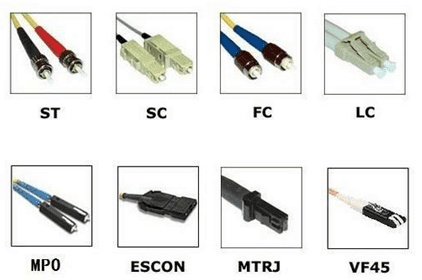 ST SC FC LC
MPO ESCON MTRJ VF45